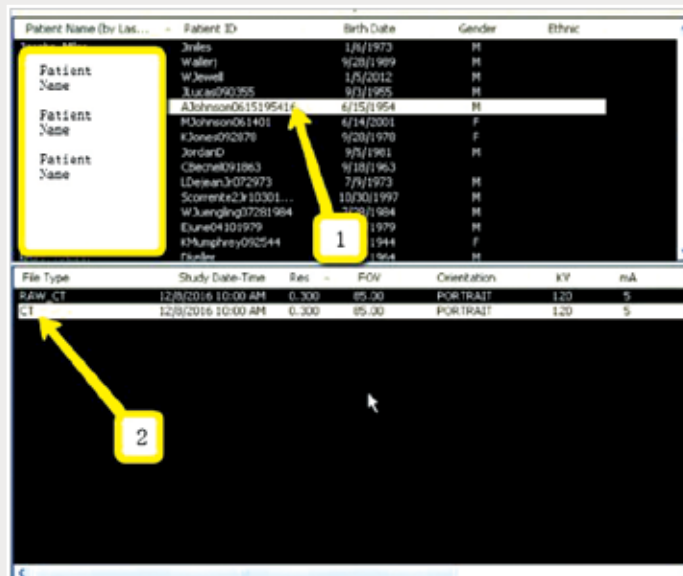 Patient Name (by Las... Patient ID Birth Date Gender Ethnic
Jmiles 1/6/1973 M
Wallerj 9/28/1989 M
WJewell 1/5/2012 M
JLucas090355 9/3/1955 M
AJohnson0615195416 6/15/1954 M
MJohnson061401 6/14/2001 F
KJones092878 9/28/1978 F
JordanD 9/5/1981 M
CBecnel091863 9/18/1963
LDejeanJr072973 7/9/1973 M
Scorrente2Jr10301... 10/30/1997 M
WJuengling07281984 7/28/1984 M
1979 M
KMumphrey092544 1944 F
1964 M
Patient
Name
Patient
Name
Patient
Name
1
File Type Study Date-Time Res FOV Orientation KV mA
RAW_CT 12/8/2016 10:00 AM 0.300 85.00 PORTRAIT 120 5
CT 12/8/2016 10:00 AM 0.300 85.00 PORTRAIT 120 5
2